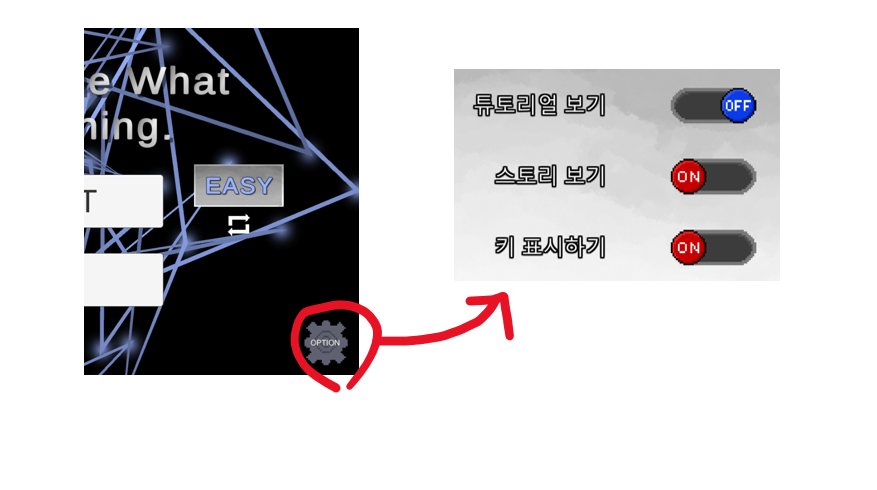 e What
ning.
T
EASY
OPTION
튜토리얼 보기
OFF
스토리 보기
ON
키 표시하기
ON